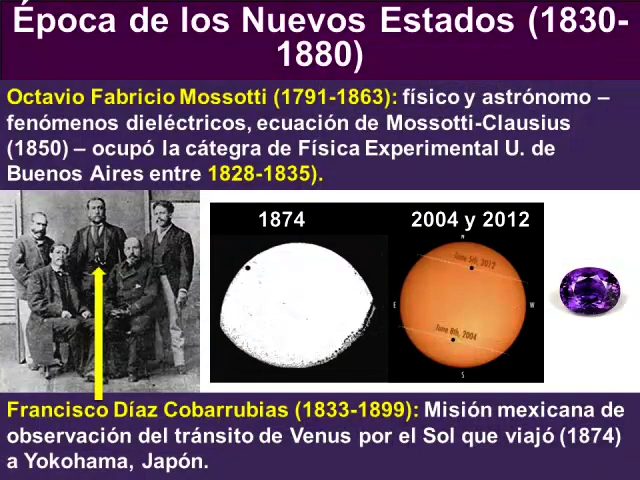 Época de los Nuevos Estados (1830-
1880)
Octavio Fabricio Mossotti (1791-1863): físico y astrónomo –
fenómenos dieléctricos, ecuación de Mossotti-Clausius
(1850) – ocupó la cátegra de Física Experimental U. de
Buenos Aires entre 1828-1835).
1874
2004 y 2012
N
June 5th, 2012
E
W
June 8th, 2004
S
Francisco Díaz Cobarrubias (1833-1899): Misión mexicana de
observación del tránsito de Venus por el Sol que viajó (1874)
a Yokohama, Japón.